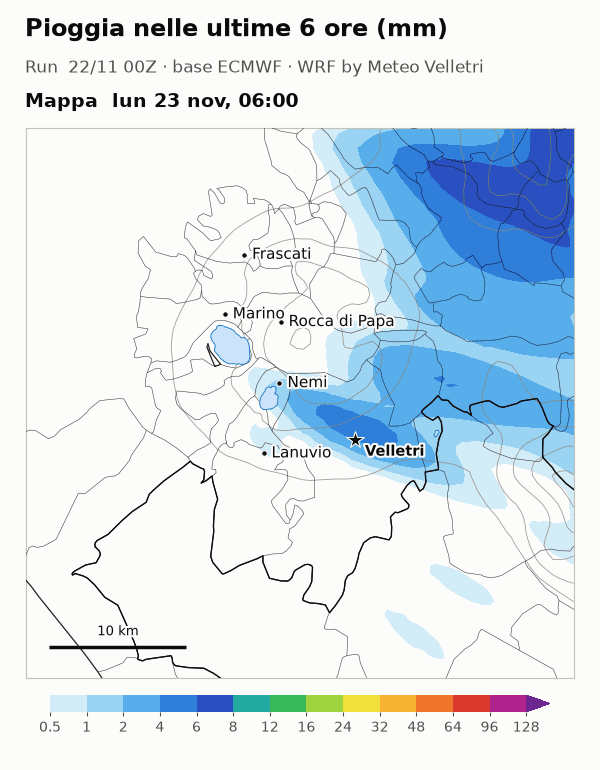 Pioggia nelle ultime 6 ore (mm)
Run  22/11 00Z · base ECMWF · WRF by Meteo Velletri
Mappa  lun 23 nov, 06:00
Frascati
Marino
Rocca di Papa
Nemi
Velletri
Lanuvio
10 km
0.5 1 2 4 6 8 12 16 24 32 48 64 96 128